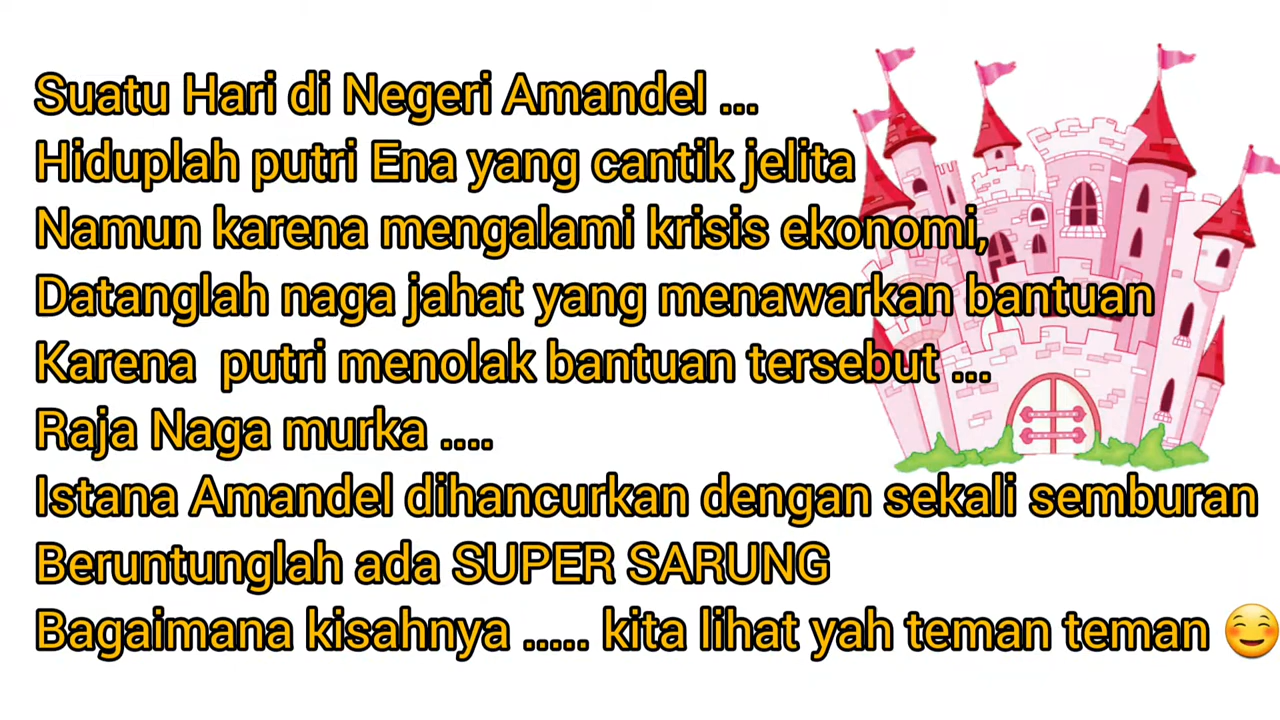 Suatu Hari di Negeri Amandel ...
Hiduplah putri Ena yang cantik jelita
Namun karena mengalami krisis ekonomi,
Datanglah naga jahat yang menawarkan bantuan
Karena  putri menolak bantuan tersebut ...
Raja Naga murka ....
Istana Amandel dihancurkan dengan sekali semburan
Beruntunglah ada SUPER SARUNG
Bagaimana kisahnya ..... kita lihat yah teman teman 😊